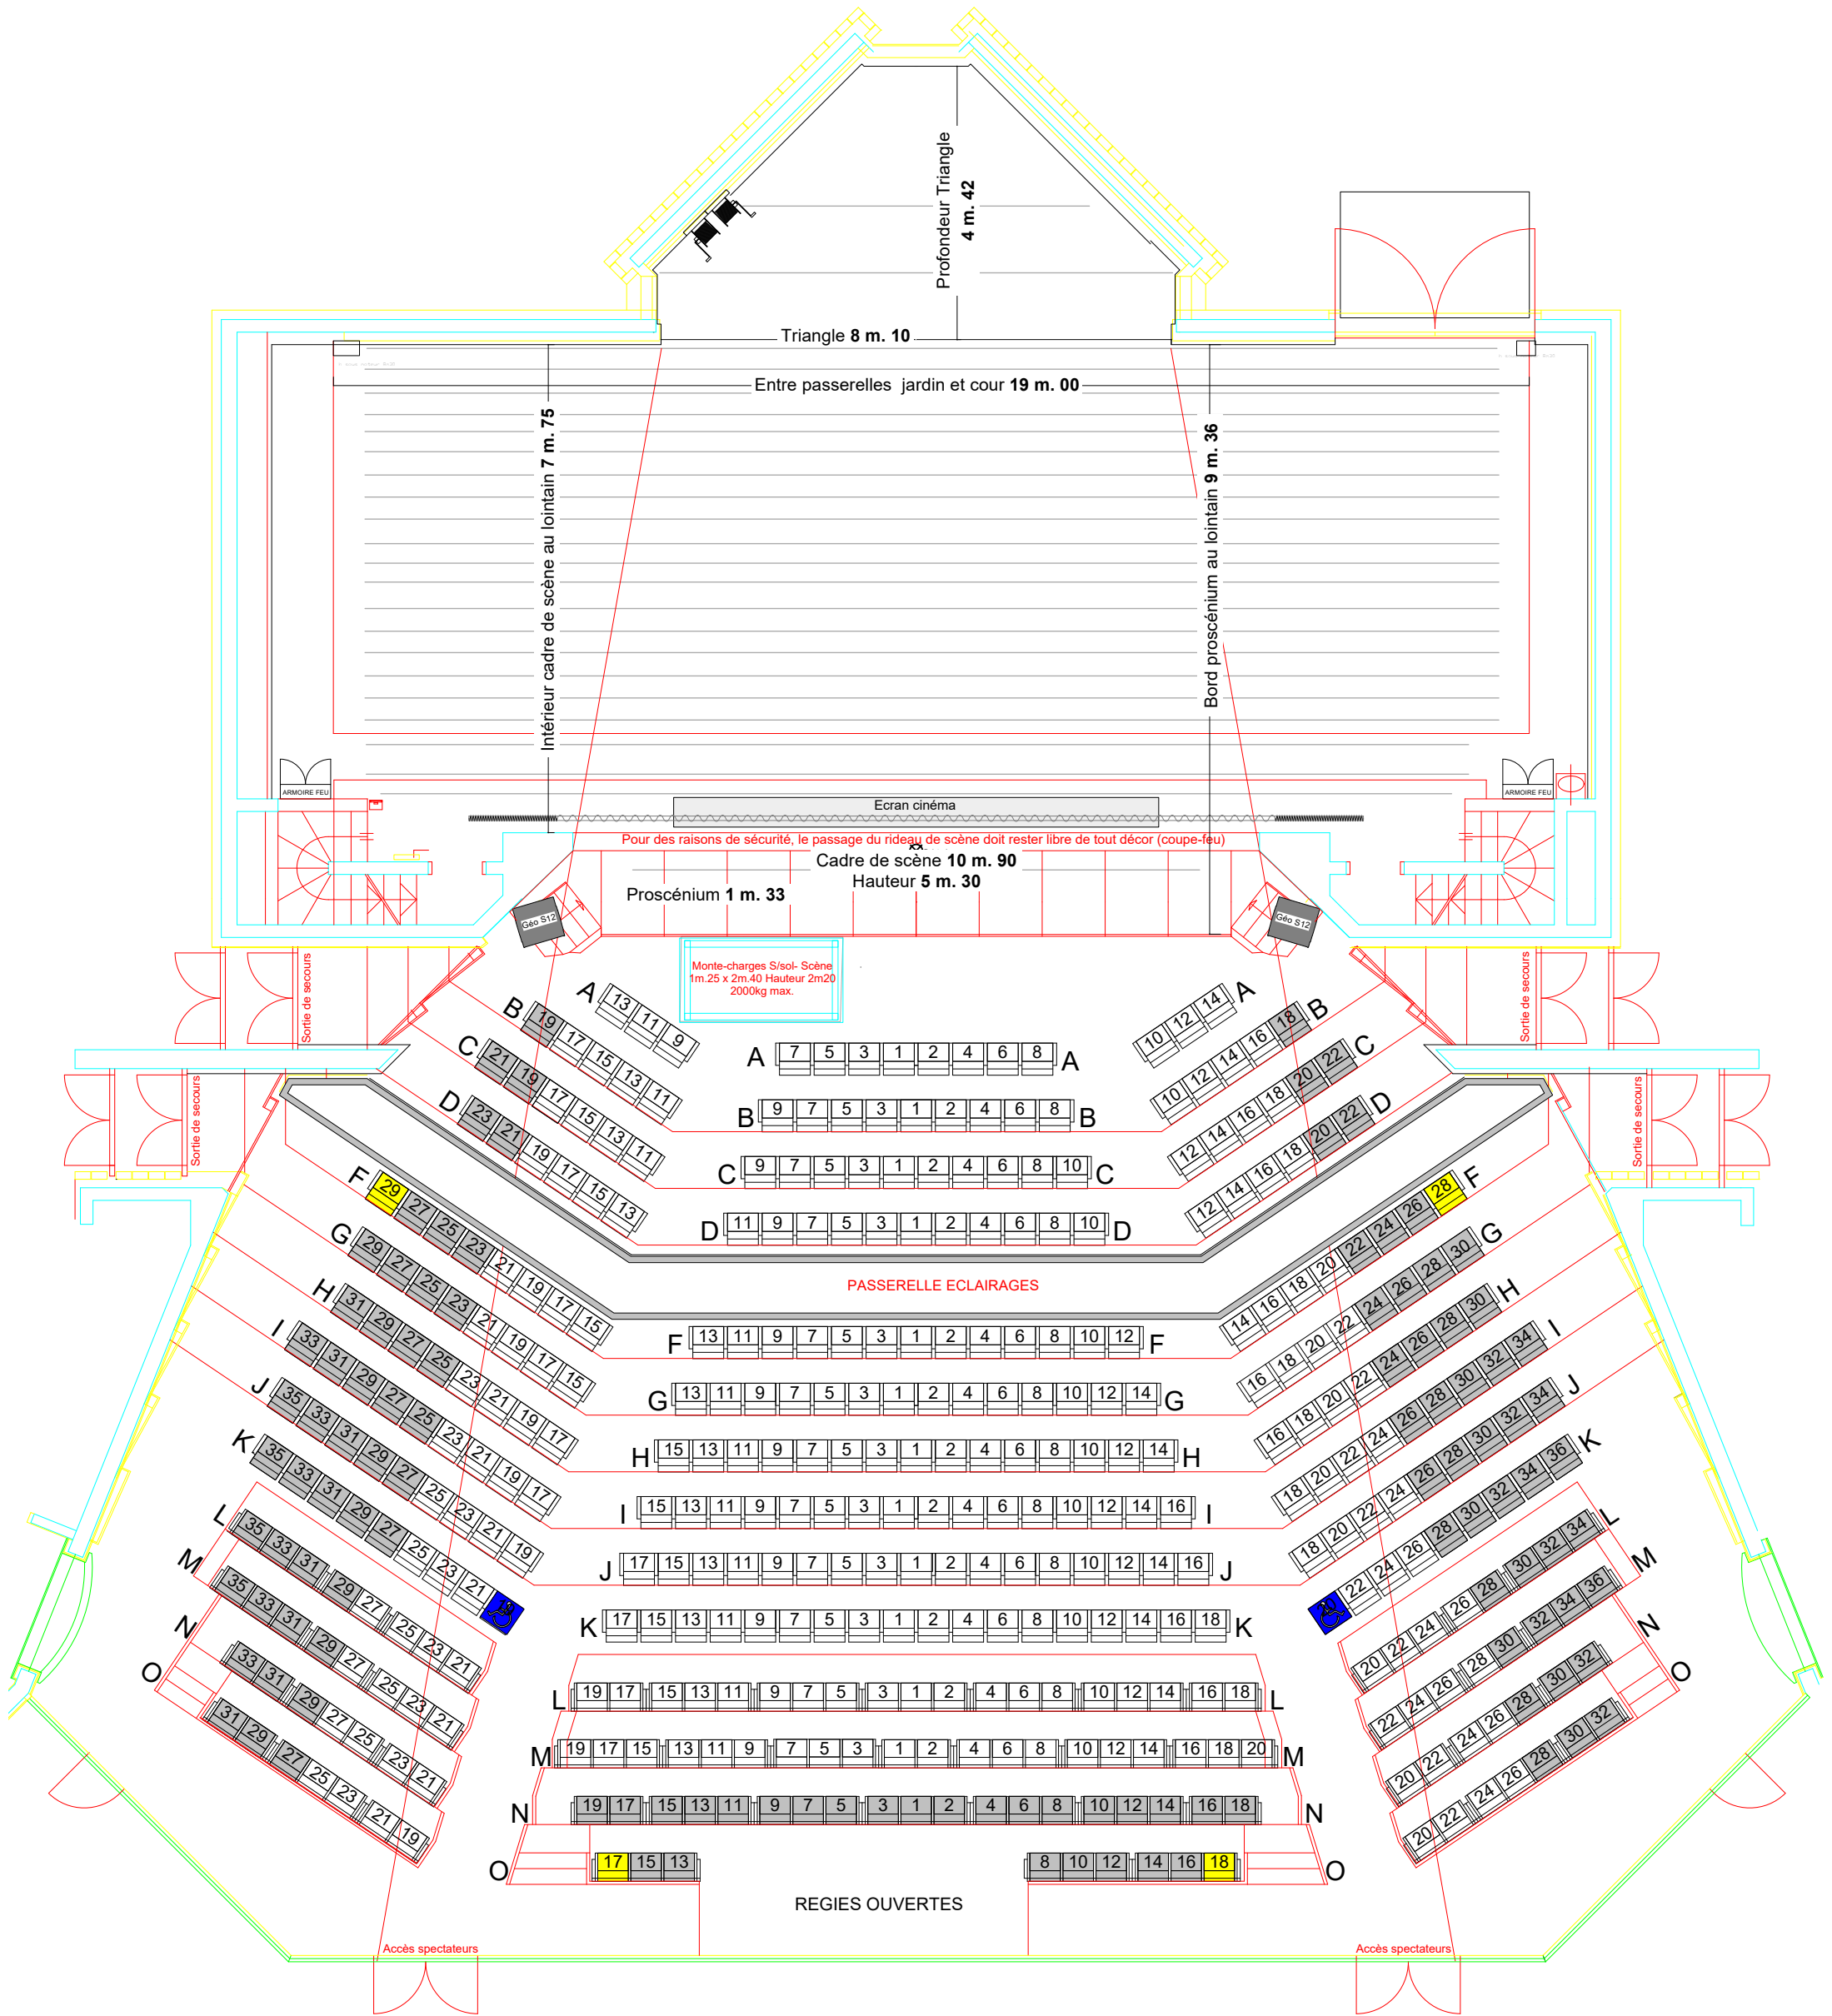 Profondeur Triangle
4 m. 42
Triangle 8 m. 10
Entre passerelles jardin et cour 19 m. 00
Intérieur cadre de scène au lointain 7 m. 75
Bord proscénium au lointain 9 m. 36
ARMOIRE FEU
ARMOIRE FEU
Ecran cinéma
Pour des raisons de sécurité, le passage du rideau de scène doit rester libre de tout décor (coupe-feu)
Cadre de scène 10 m. 90
Hauteur 5 m. 30
Proscénium 1 m. 33
Géo S12
Géo S12
Monte-charges S/sol- Scène
1m.25 x 2m.40 Hauteur 2m20
2000kg max.
Sortie de secours
Sortie de secours
Sortie de secours
Sortie de secours
A 13 11 9
A 7 5 3 1 2 4 6 8 A
10 12 14 A
B 19 17 15 13 11
B 9 7 5 3 1 2 4 6 8 B
10 12 14 16 18 B
C 21 19 17 15 13 11
C 9 7 5 3 1 2 4 6 8 10 C
12 14 16 18 20 22 C
D 23 21 19 17 15 13
D 11 9 7 5 3 1 2 4 6 8 10 D
12 14 16 18 20 22 D
PASSERELLE ECLAIRAGES
F 29 27 25 23 21 19 17 15
F 13 11 9 7 5 3 1 2 4 6 8 10 12 F
14 16 18 20 22 24 26 28 F
G 29 27 25 23 21 19 17 15
G 13 11 9 7 5 3 1 2 4 6 8 10 12 14 G
16 18 20 22 24 26 28 30 G
H 31 29 27 25 23 21 19 17
H 15 13 11 9 7 5 3 1 2 4 6 8 10 12 14 H
16 18 20 22 24 26 28 30 H
I 33 31 29 27 25 23 21 19 17
I 15 13 11 9 7 5 3 1 2 4 6 8 10 12 14 16 I
18 20 22 24 26 28 30 32 34 I
J 35 33 31 29 27 25 23 21 19
J 17 15 13 11 9 7 5 3 1 2 4 6 8 10 12 14 16 J
18 20 22 24 26 28 30 32 34 J
K 35 33 31 29 27 25 23 21
K 17 15 13 11 9 7 5 3 1 2 4 6 8 10 12 14 16 18 K
22 24 26 28 30 32 34 36 K
L 35 33 31 29 27 25 23 21
L 19 17 15 13 11 9 7 5 3 1 2 4 6 8 10 12 14 16 18 L
20 22 24 26 28 30 32 34 L
M 35 33 31 29 27 25 23 21
M 19 17 15 13 11 9 7 5 3 1 2 4 6 8 10 12 14 16 18 20 M
22 24 26 28 30 32 34 36 M
N 33 31 29 27 25 23 21
N 19 17 15 13 11 9 7 5 3 1 2 4 6 8 10 12 14 16 18 N
20 22 24 26 28 30 32 N
O 31 29 27 25 23 21 19
O 17 15 13
8 10 12 14 16 18 O
20 22 24 26 28 30 32 O
REGIES OUVERTES
Accès spectateurs
Accès spectateurs